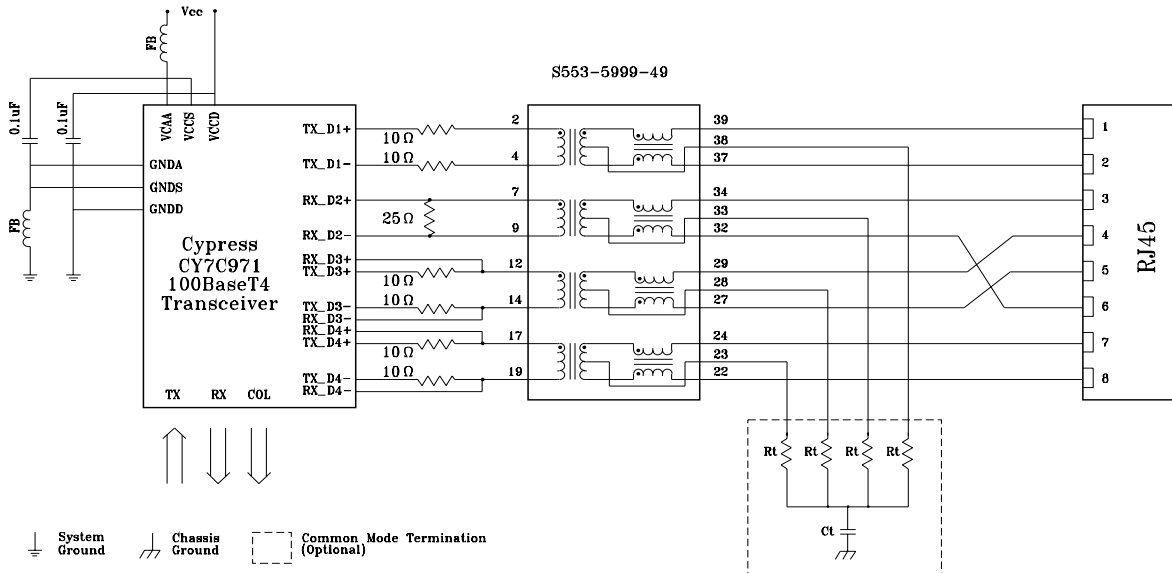 Vcc
FB
S553-5999-49
0.1uF
0.1uF
VCAA
VCCS
VCCD
GNDA
GNDS
GNDD
FB
Cypress
CY7C971
100BaseT4
Transceiver
TX_D1+
TX_D1-
RX_D2+
RX_D2-
RX_D3+
TX_D3+
TX_D3-
RX_D3-
RX_D4+
TX_D4+
TX_D4-
RX_D4-
TX RX COL
10Ω
10Ω
25Ω
10Ω
10Ω
10Ω
10Ω
2
4
7
9
12
14
17
19
39
38
37
34
33
32
29
28
27
24
23
22
1
2
3
4
5
6
7
8
RJ45
Rt Rt Rt Rt
Ct
System
Ground
Chassis
Ground
Common Mode Termination
(Optional)